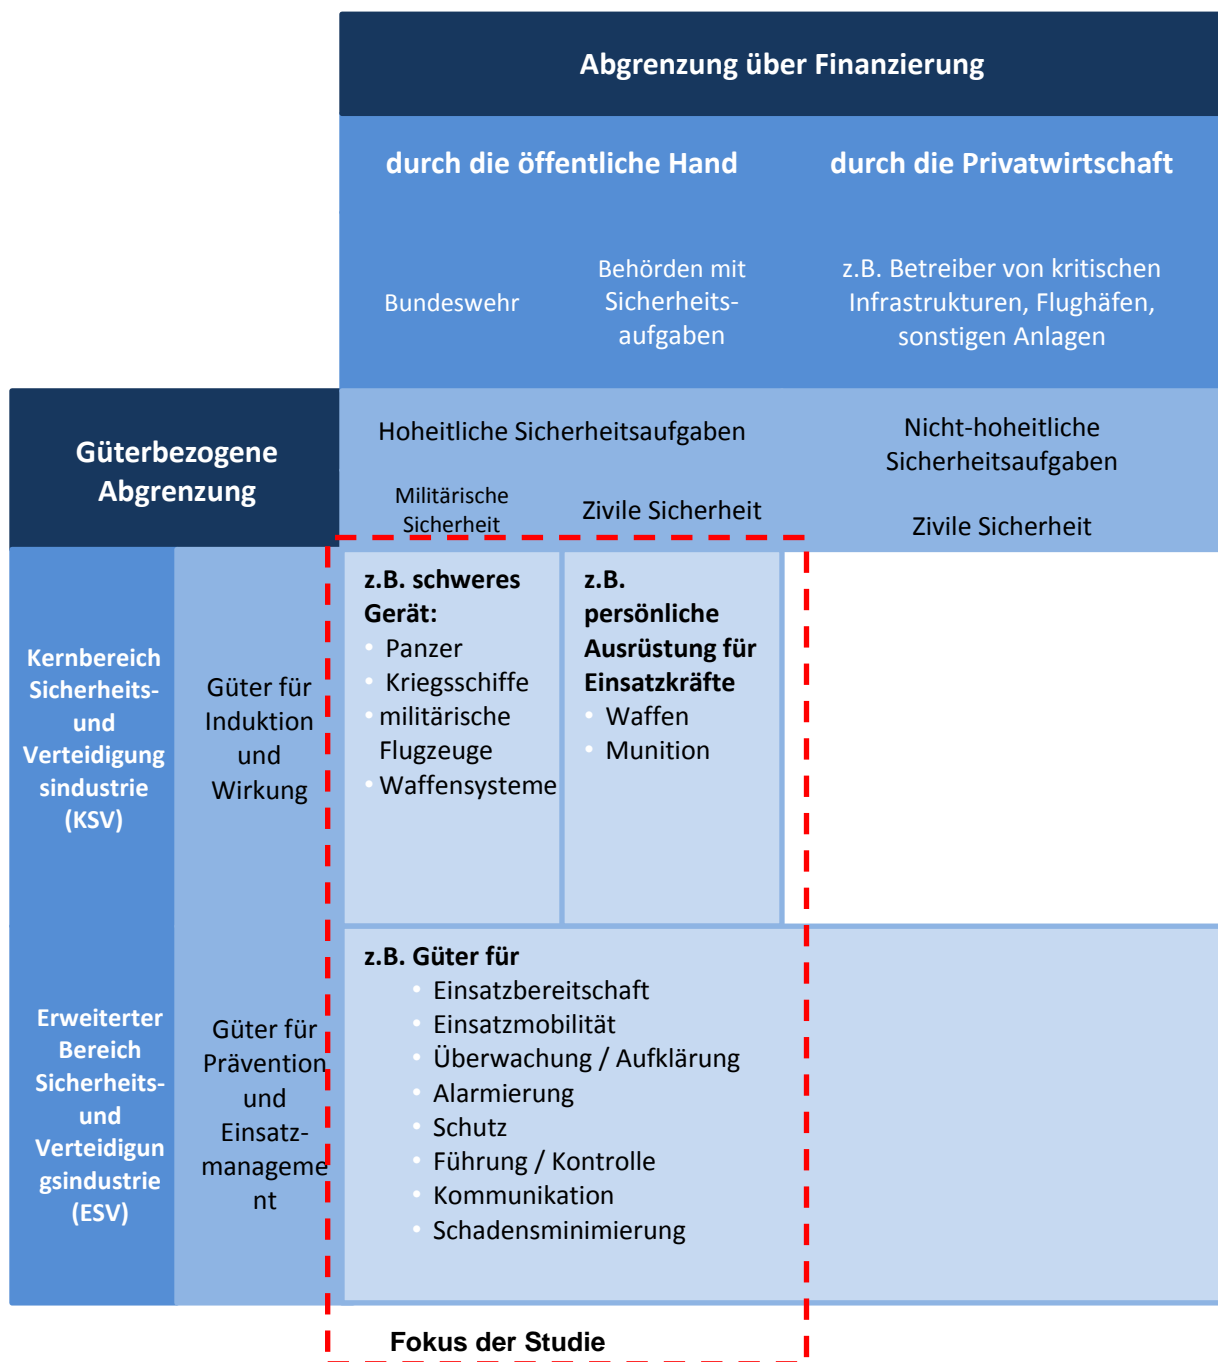 Abgrenzung über Finanzierung
durch die öffentliche Hand
durch die Privatwirtschaft
Bundeswehr
Behörden mit
Sicherheits-
aufgaben
z.B. Betreiber von kritischen
Infrastrukturen, Flughäfen,
sonstigen Anlagen
Güterbezogene
Abgrenzung
Hoheitliche Sicherheitsaufgaben
Militärische
Sicherheit
Zivile Sicherheit
Nicht-hoheitliche
Sicherheitsaufgaben
Zivile Sicherheit
Kernbereich
Sicherheits-
und
Verteidigung
sindustrie
(KSV)
Güter für
Induktion
und
Wirkung
z.B. schweres
Gerät:
• Panzer
• Kriegsschiffe
• militärische
Flugzeuge
• Waffensysteme
z.B.
persönliche
Ausrüstung für
Einsatzkräfte
• Waffen
• Munition
Erweiterter
Bereich
Sicherheits-
und
Verteidigun
gsindustrie
(ESV)
Güter für
Prävention
und
Einsatz-
manageme
nt
z.B. Güter für
• Einsatzbereitschaft
• Einsatzmobilität
• Überwachung / Aufklärung
• Alarmierung
• Schutz
• Führung / Kontrolle
• Kommunikation
• Schadensminimierung
Fokus der Studie